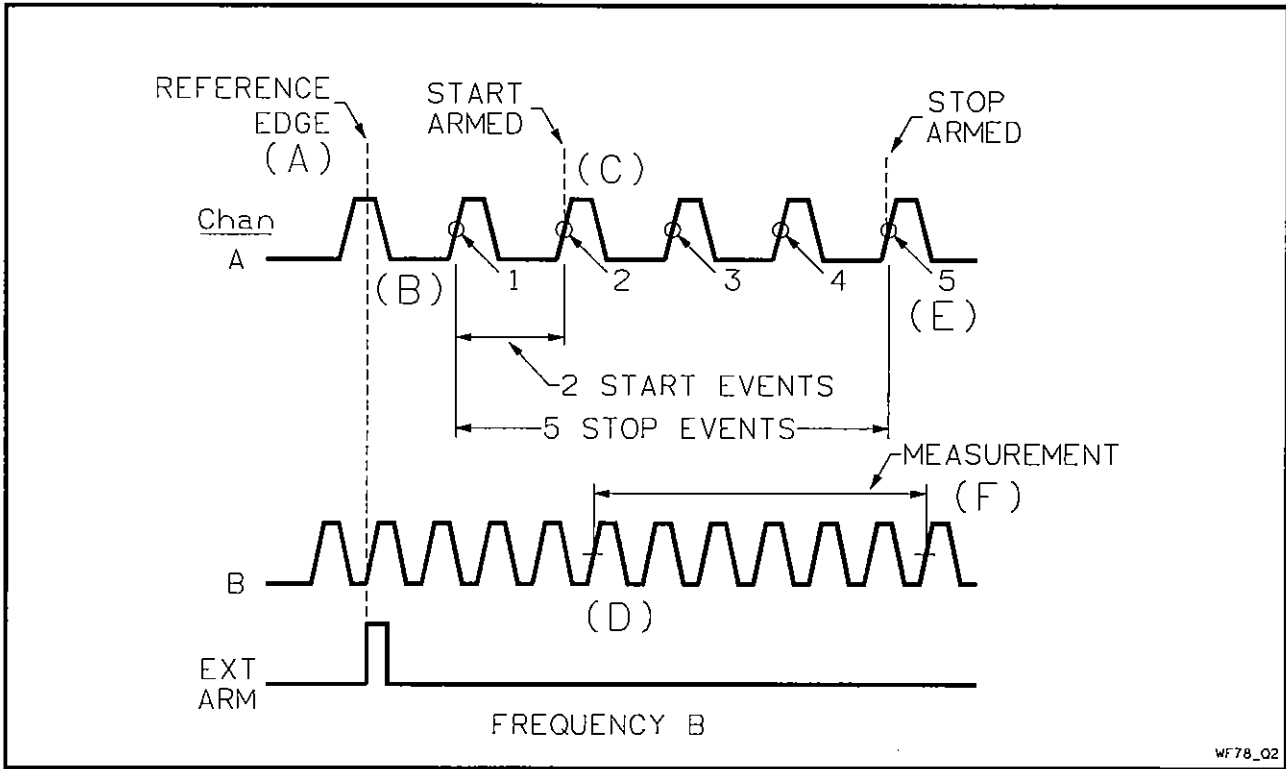 REFERENCE
EDGE
(A)
START
ARMED
(C)
STOP
ARMED
Chan
A
(B)
1
2
3
4
5
(E)
2 START EVENTS
5 STOP EVENTS
MEASUREMENT
(F)
B
(D)
EXT
ARM
FREQUENCY B
WF78_Q2